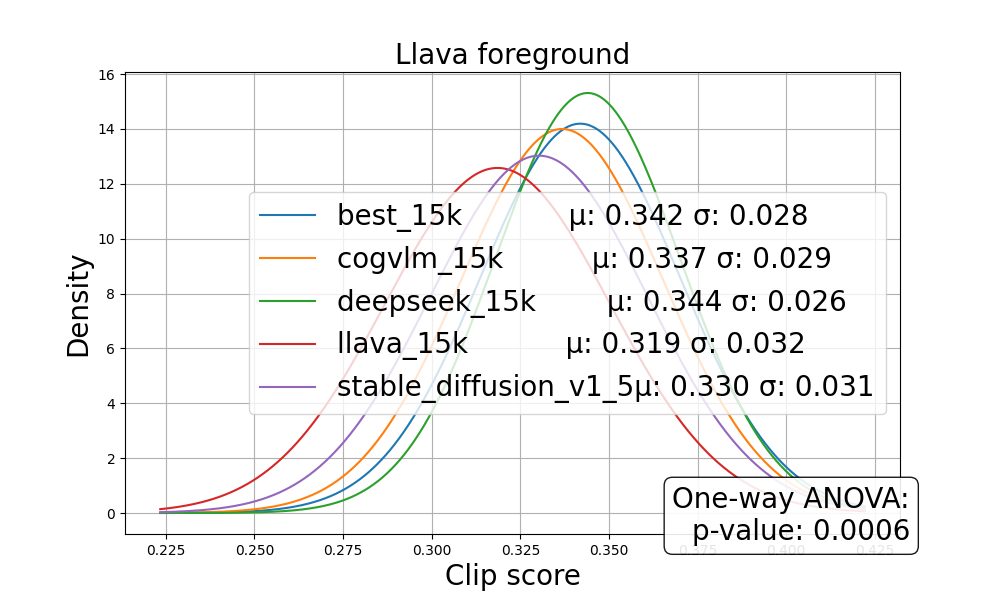 Llava foreground
16
14
12
10
8
6
4
2
0
Density
best_15k μ: 0.342 σ: 0.028
cogvlm_15k μ: 0.337 σ: 0.029
deepseek_15k μ: 0.344 σ: 0.026
llava_15k μ: 0.319 σ: 0.032
stable_diffusion_v1_5μ: 0.330 σ: 0.031
One-way ANOVA:
p-value: 0.0006
0.225 0.250 0.275 0.300 0.325 0.350 0.375 0.400 0.425
Clip score